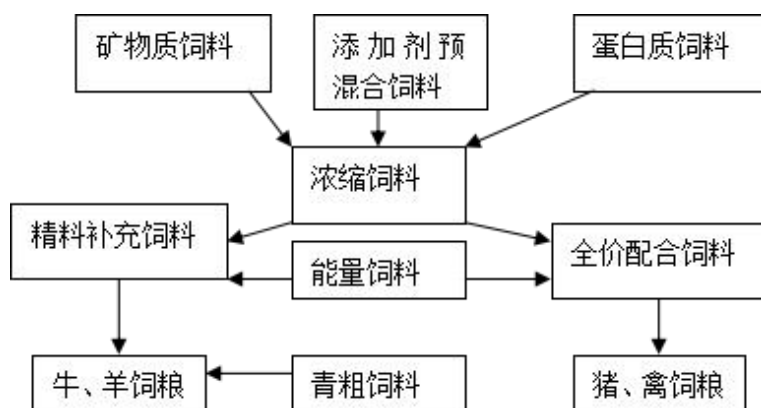 矿物质饲料
添加剂预
混合饲料
蛋白质饲料
浓缩饲料
精料补充饲料
能量饲料
全价配合饲料
牛、羊饲粮
青粗饲料
猪、禽饲粮